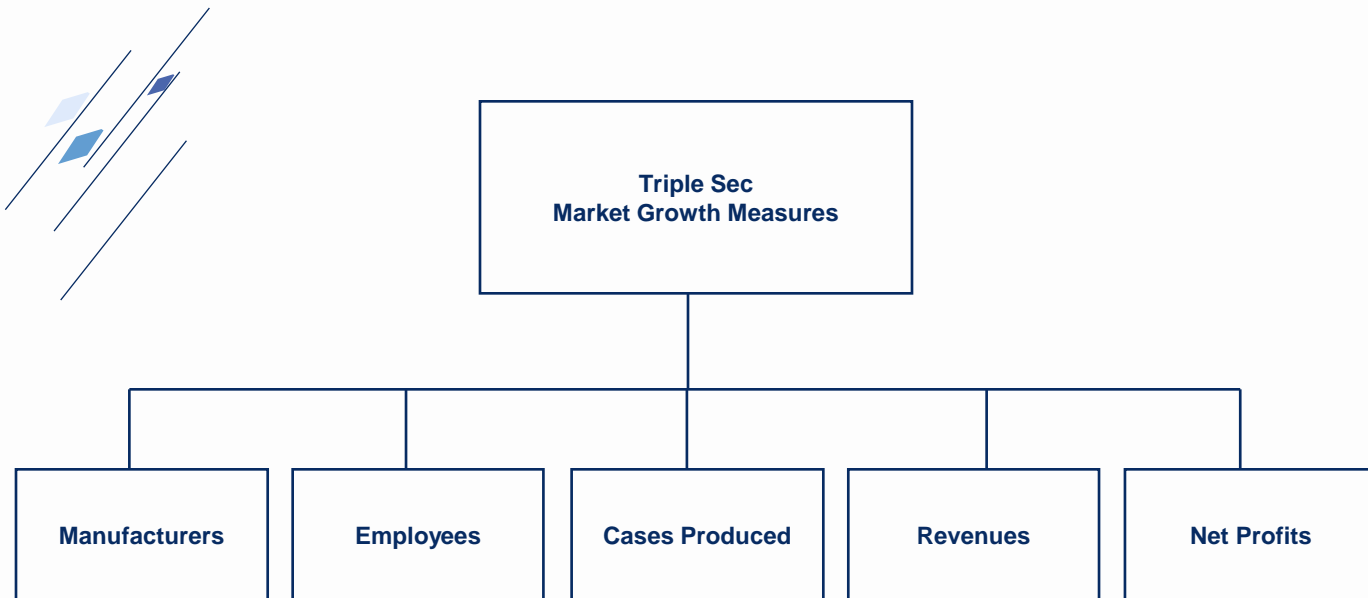 Triple Sec
Market Growth Measures
Manufacturers
Employees
Cases Produced
Revenues
Net Profits